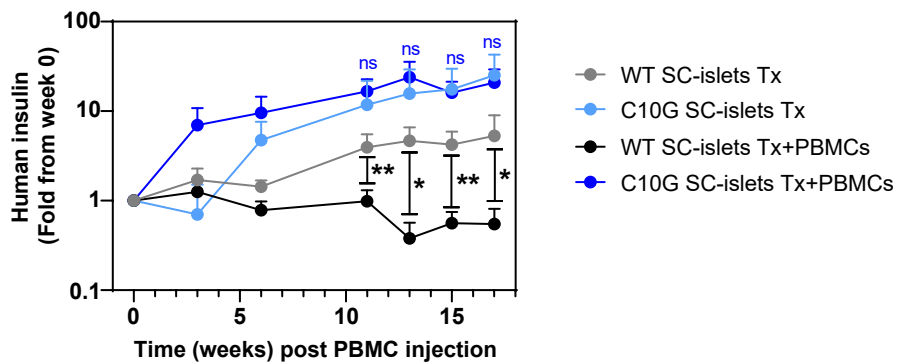 Human insulin
(Fold from week 0)
100
10
1
0.1
ns
ns
ns
ns
**
*
**
*
0
5
10
15
Time (weeks) post PBMC injection
WT SC-islets Tx
C10G SC-islets Tx
WT SC-islets Tx+PBMCs
C10G SC-islets Tx+PBMCs